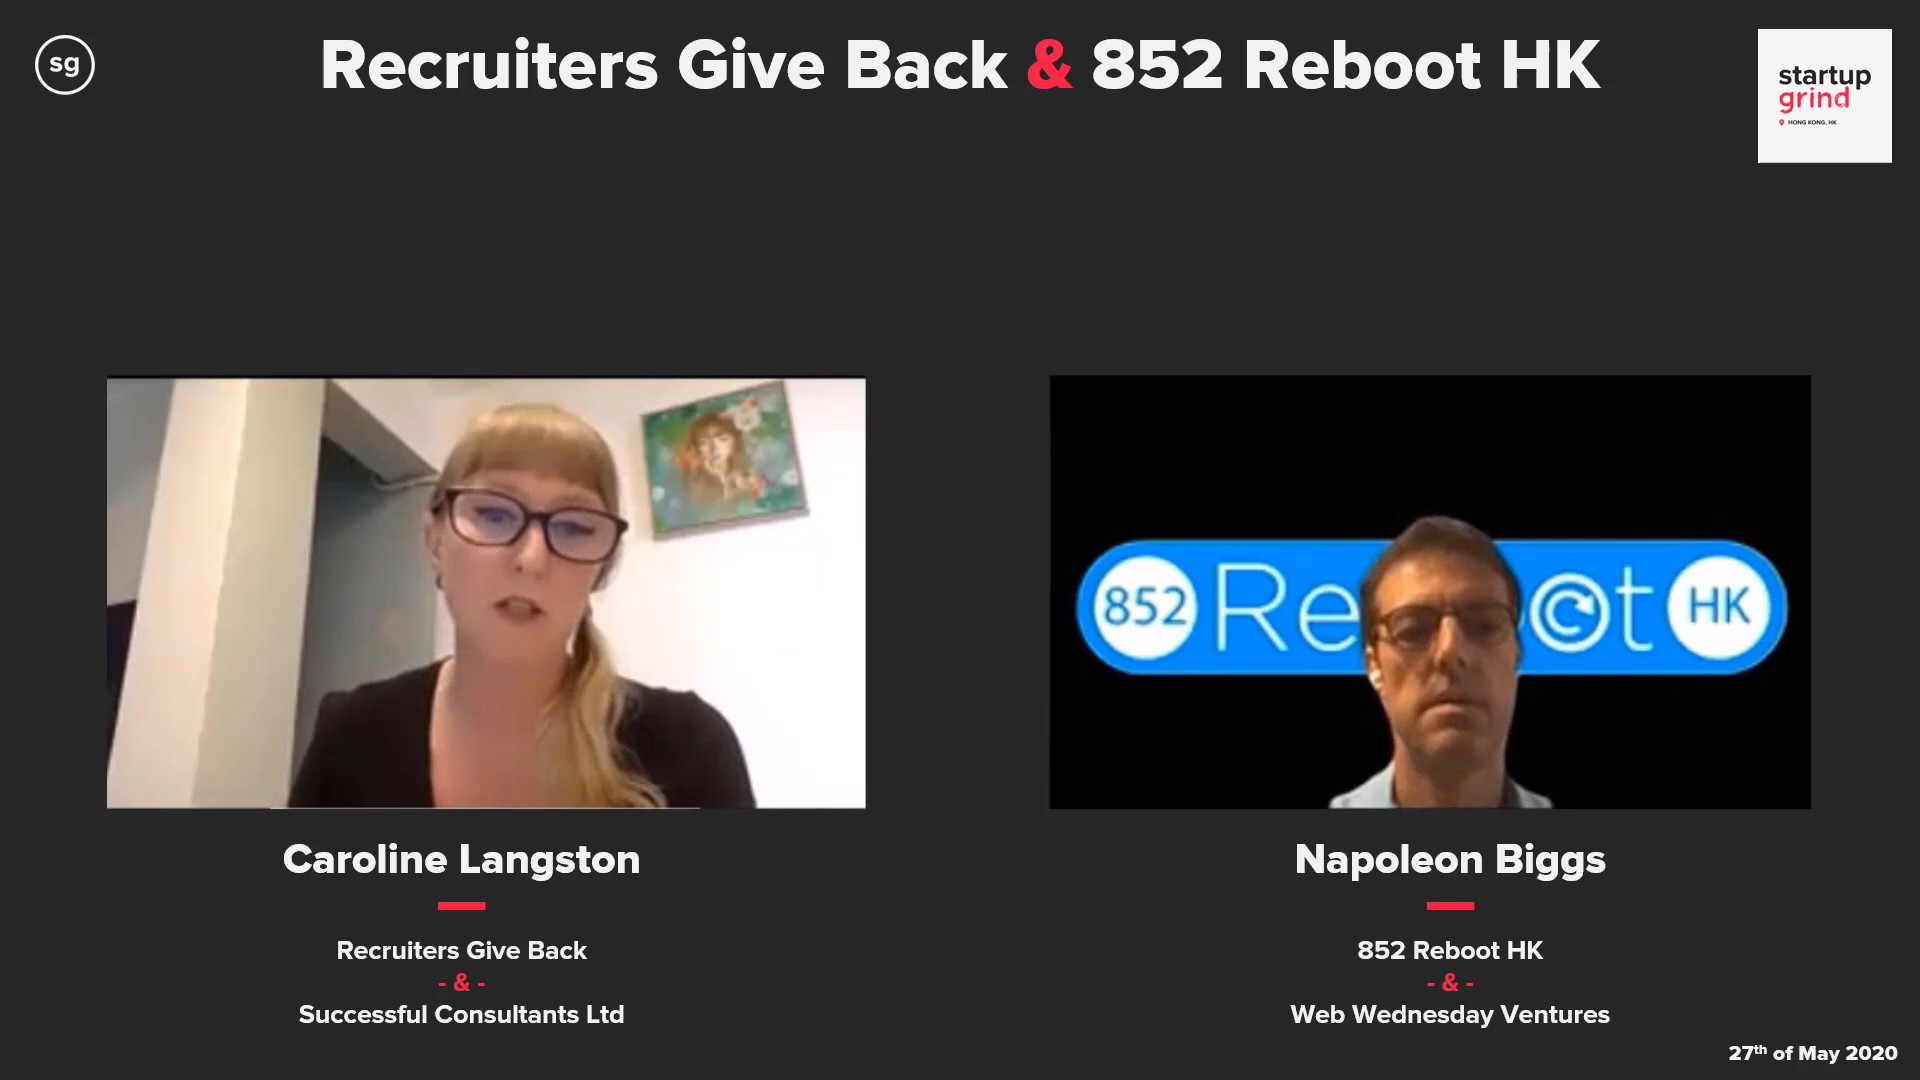 sg
Recruiters Give Back & 852 Reboot HK
startup
grind
HONG KONG, HK
852 Re t HK
Caroline Langston
Napoleon Biggs
Recruiters Give Back
- & -
Successful Consultants Ltd
852 Reboot HK
- & -
Web Wednesday Ventures
27th of May 2020